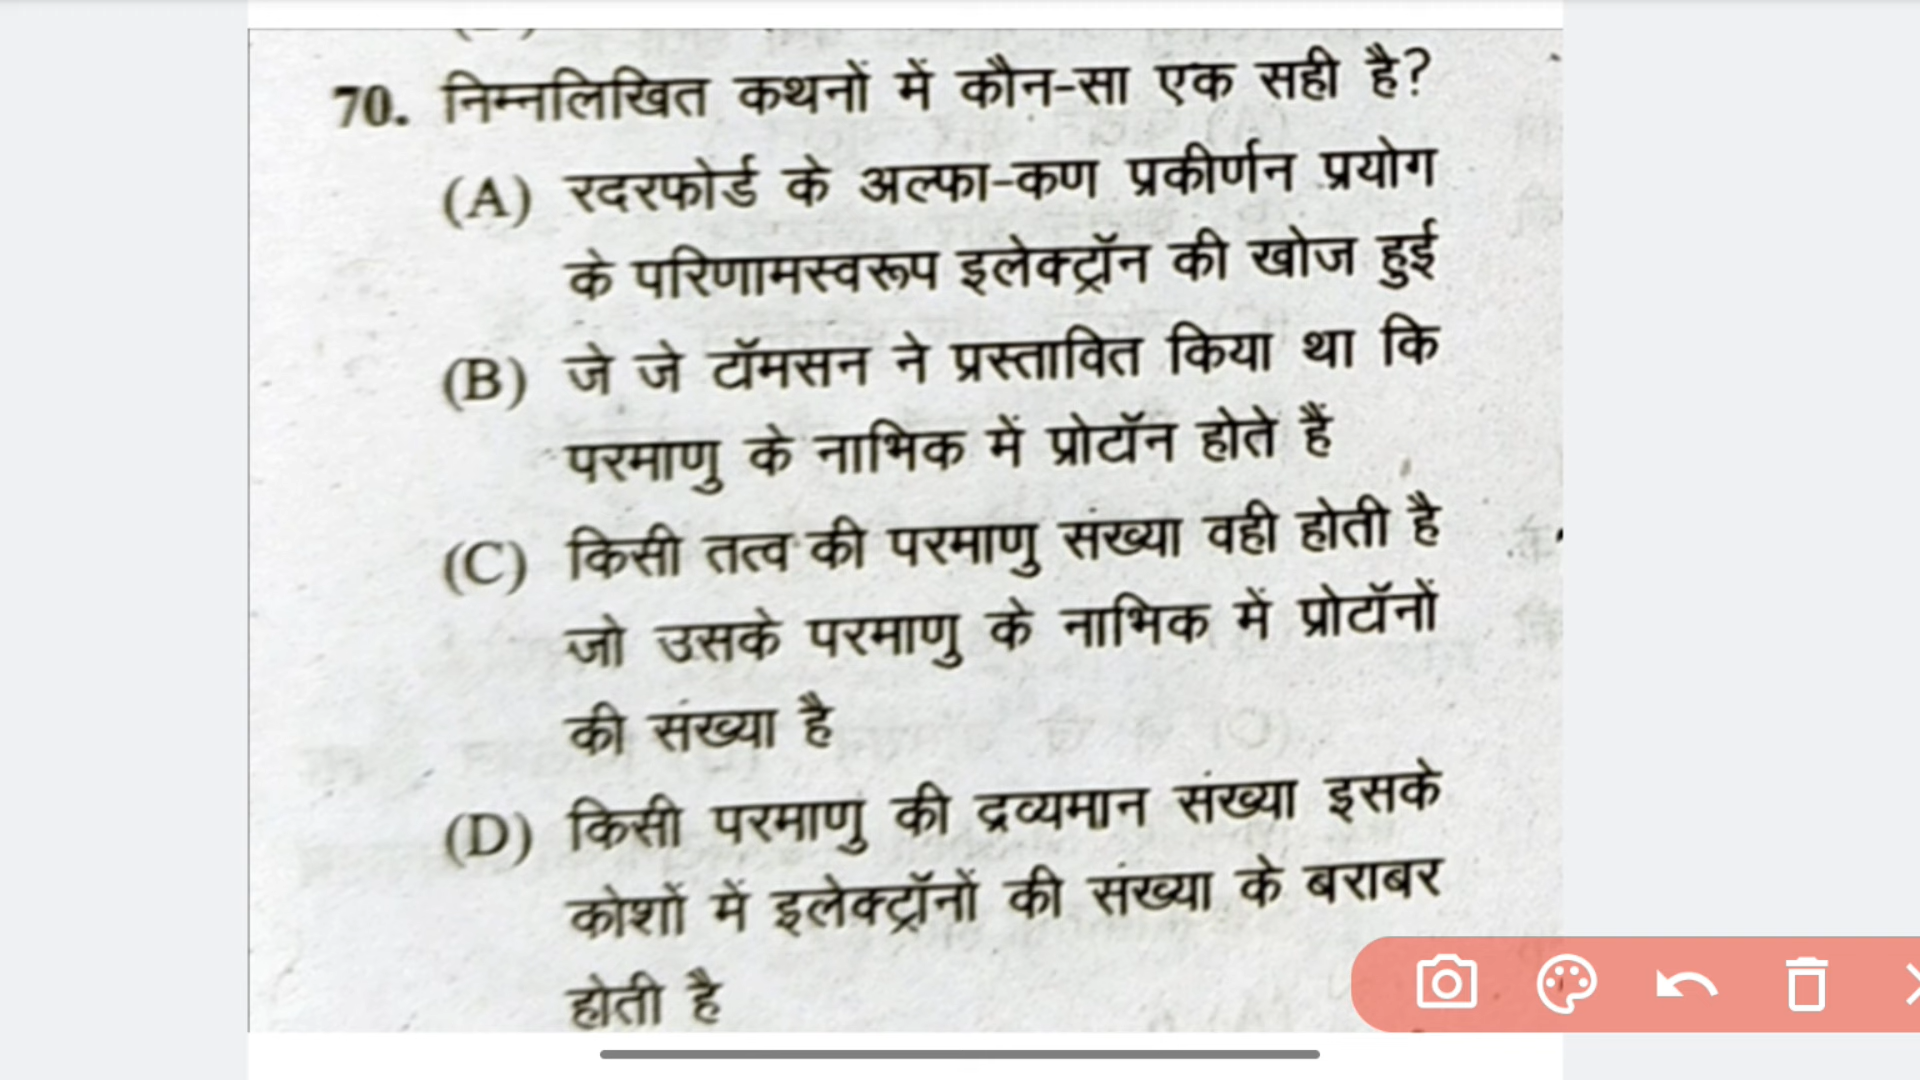 70. निम्नलिखित कथनों में कौन-सा एक सही है?
(A) रदरफोर्ड के अल्फा-कण प्रकीर्णन प्रयोग
के परिणामस्वरूप इलेक्ट्रॉन की खोज हुई
(B) जे जे टॉमसन ने प्रस्तावित किया था कि
परमाणु के नाभिक में प्रोटॉन होते हैं
(C) किसी तत्व की परमाणु संख्या वही होती है
जो उसके परमाणु के नाभिक में प्रोटॉनों
की संख्या है
(D) किसी परमाणु की द्रव्यमान संख्या इसके
कोशों में इलेक्ट्रॉनों की संख्या के बराबर
होती है